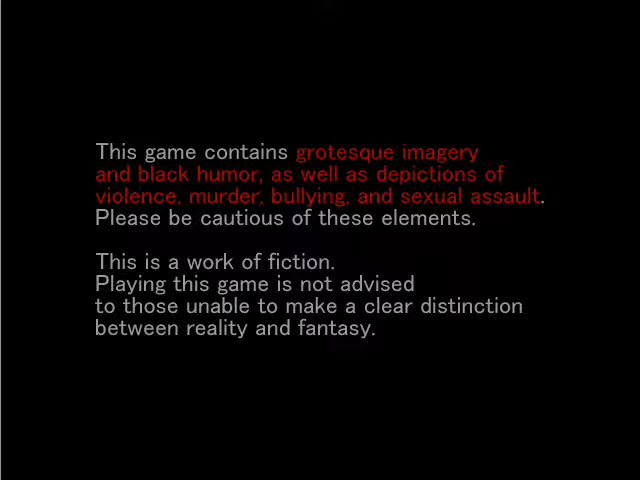 This game contains grotesque imagery
and black humor, as well as depictions of
violence, murder, bullying, and sexual assault.
Please be cautious of these elements.
This is a work of fiction.
Playing this game is not advised
to those unable to make a clear distinction
between reality and fantasy.